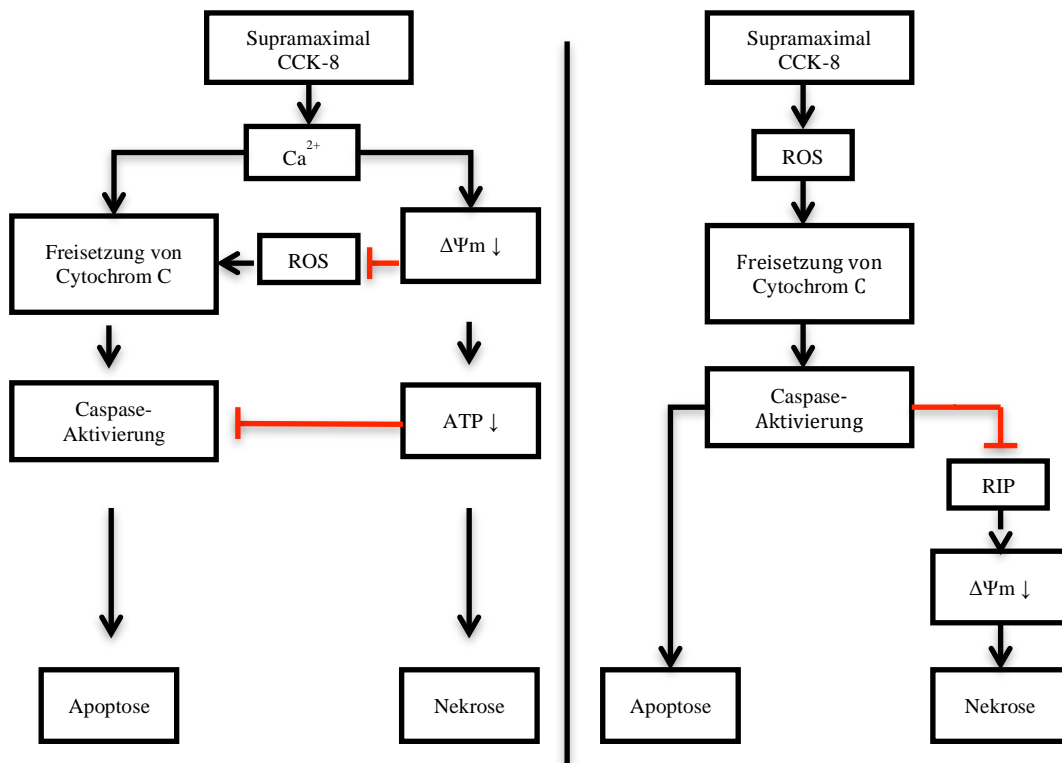 Supramaximal
CCK-8
Ca2+
Freisetzung von
Cytochrom C
ROS
ΔΨm ↓
Caspase-
Aktivierung
ATP ↓
Apoptose
Nekrose
Supramaximal
CCK-8
ROS
Freisetzung von
Cytochrom C
Caspase-
Aktivierung
RIP
ΔΨm ↓
Apoptose
Nekrose